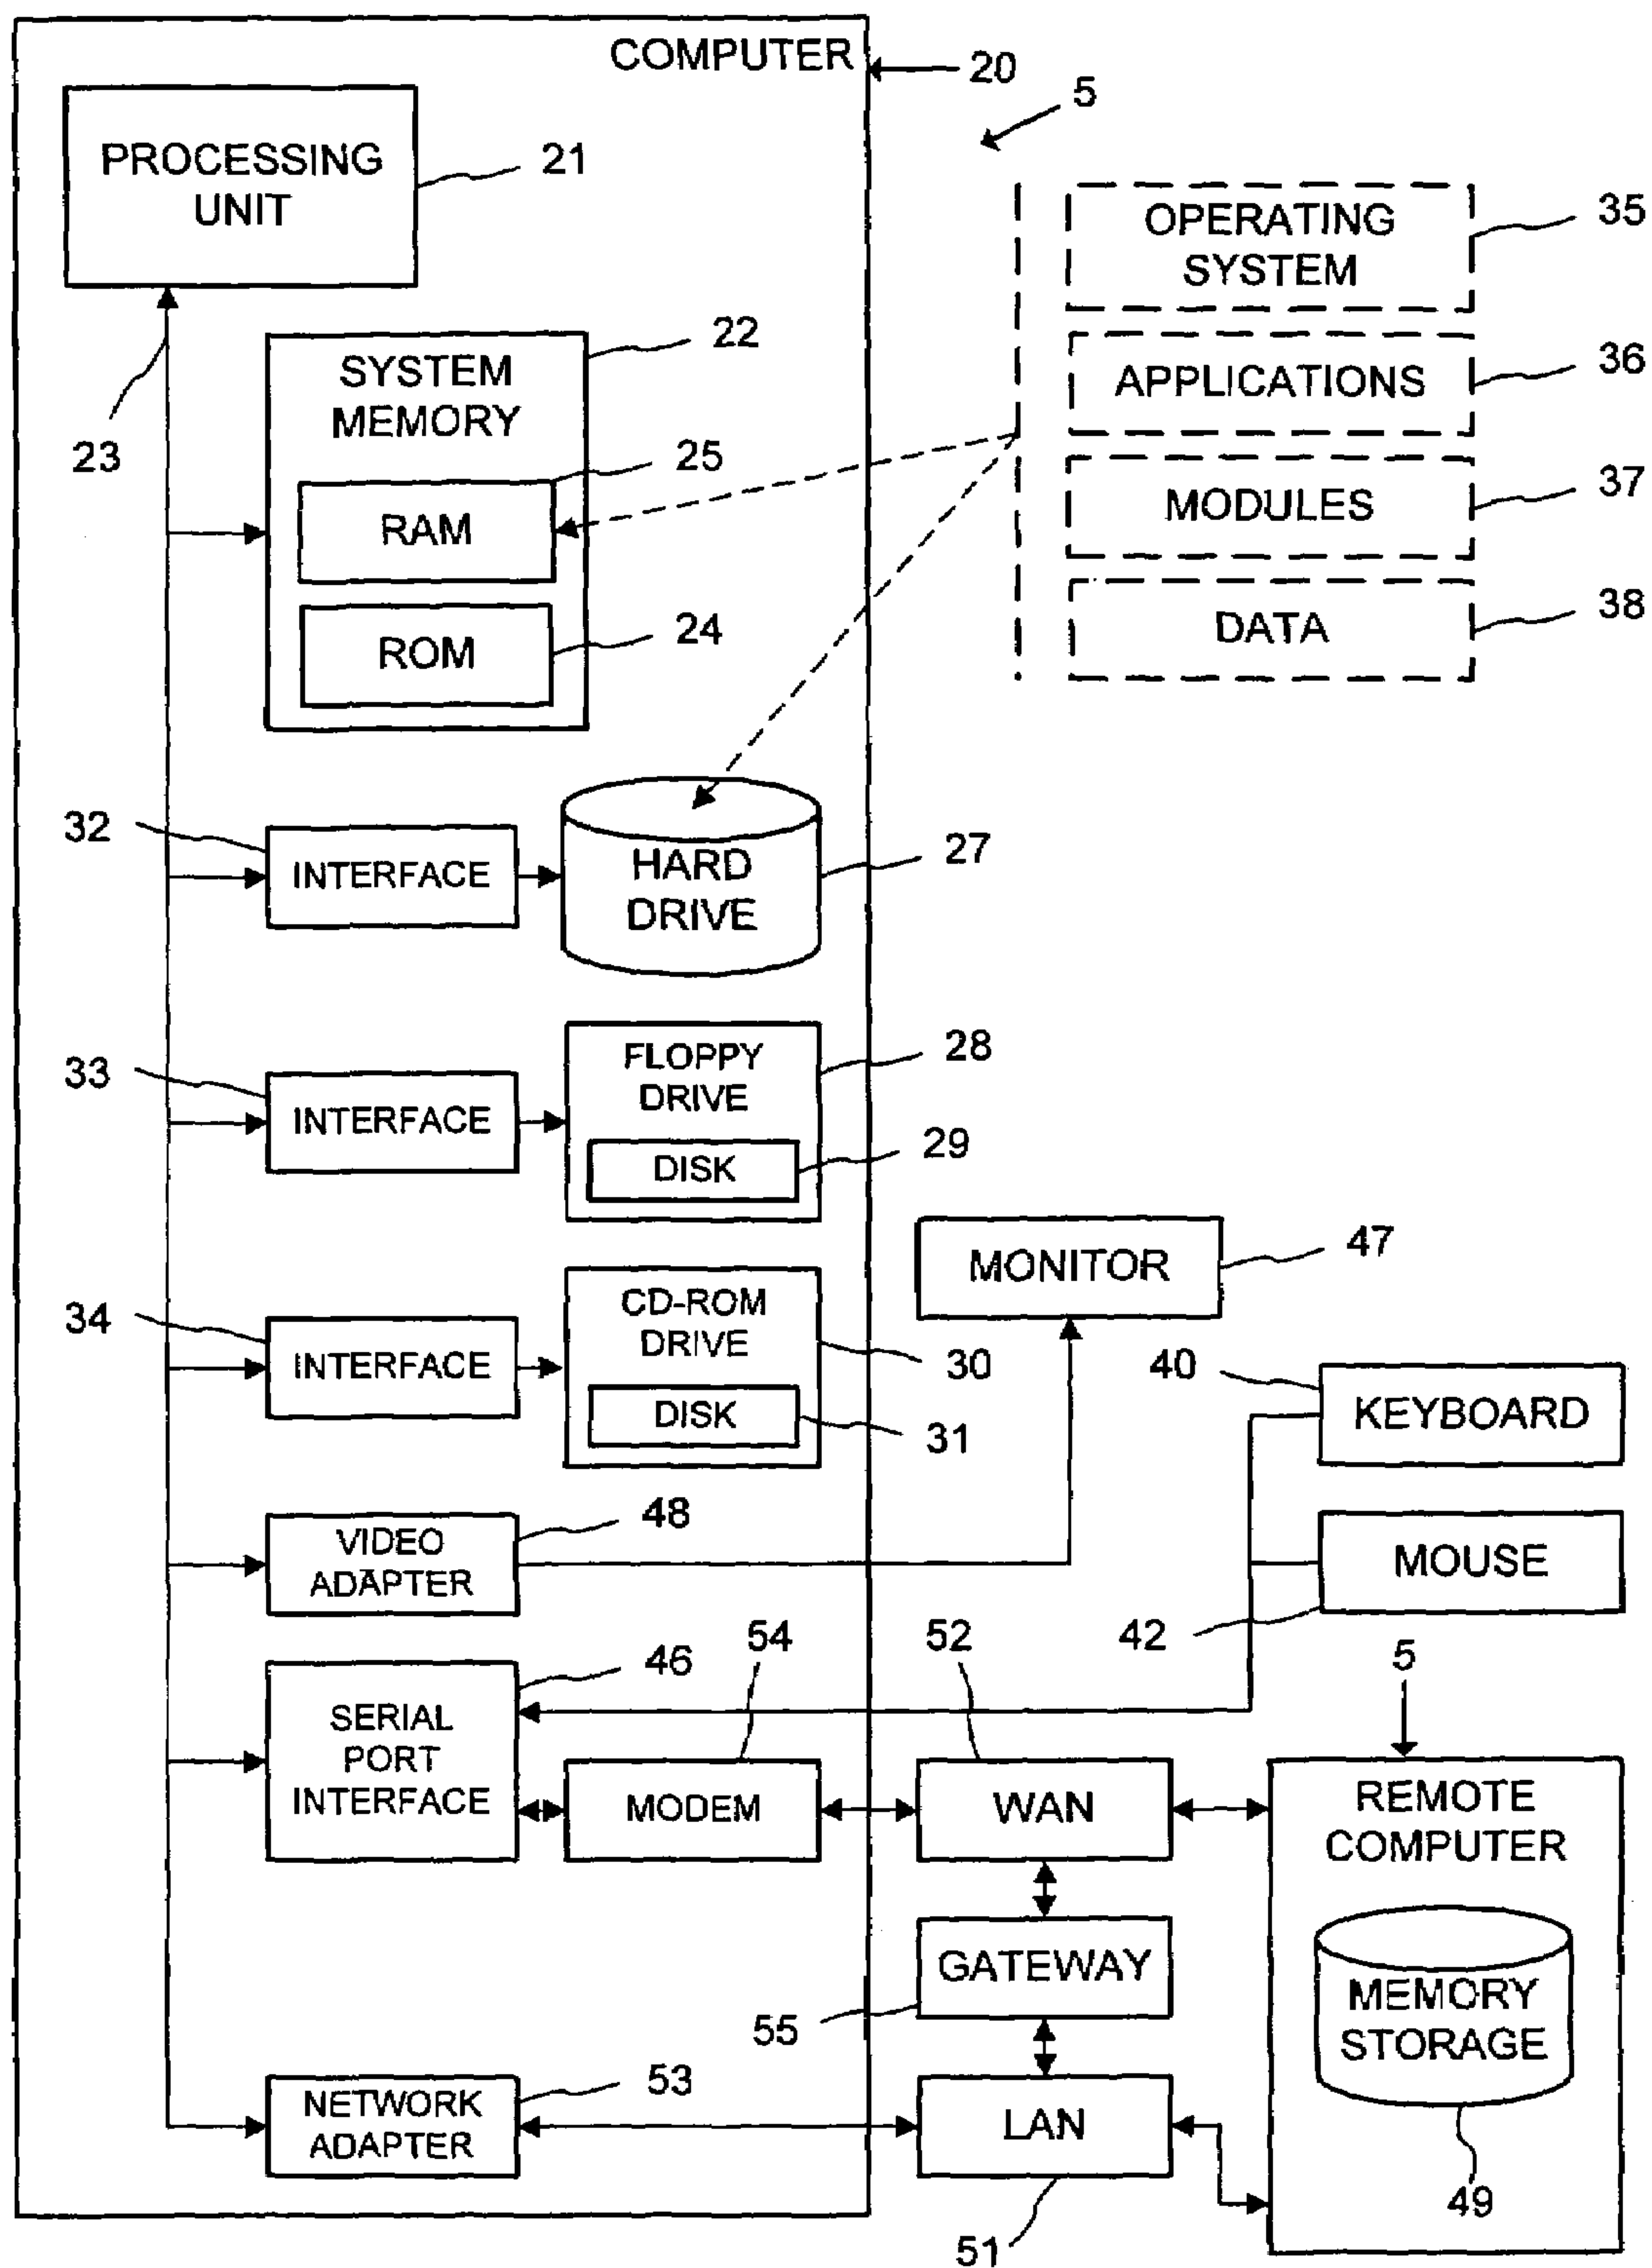 COMPUTER
20
5
PROCESSING
UNIT
21
OPERATING
SYSTEM
35
23
SYSTEM
MEMORY
22
APPLICATIONS
36
RAM
25
MODULES
37
ROM
24
DATA
38
32
INTERFACE
HARD
DRIVE
27
33
INTERFACE
FLOPPY
DRIVE
28
DISK
29
MONITOR
47
34
INTERFACE
CD-ROM
DRIVE
30
DISK
31
40
KEYBOARD
VIDEO
ADAPTER
48
MOUSE
42
46
SERIAL
PORT
INTERFACE
54
MODEM
52
WAN
5
REMOTE
COMPUTER
GATEWAY
55
MEMORY
STORAGE
49
NETWORK
ADAPTER
53
LAN
51